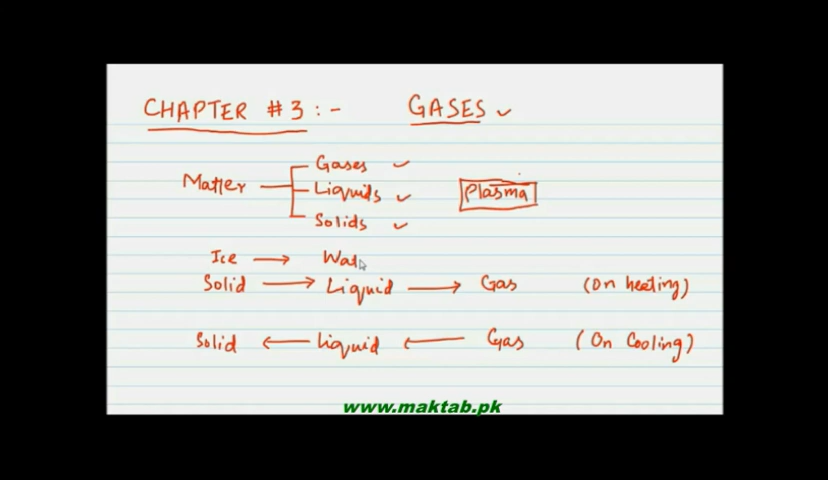 CHAPTER #3 :- GASES ✓
Gases ✓
Matter Liquids ✓ Plasma
Solids ✓
Ice → Wat
Solid → Liquid → Gas (On heating)
Solid ← Liquid ← Gas (On Cooling)
www.maktab.pk